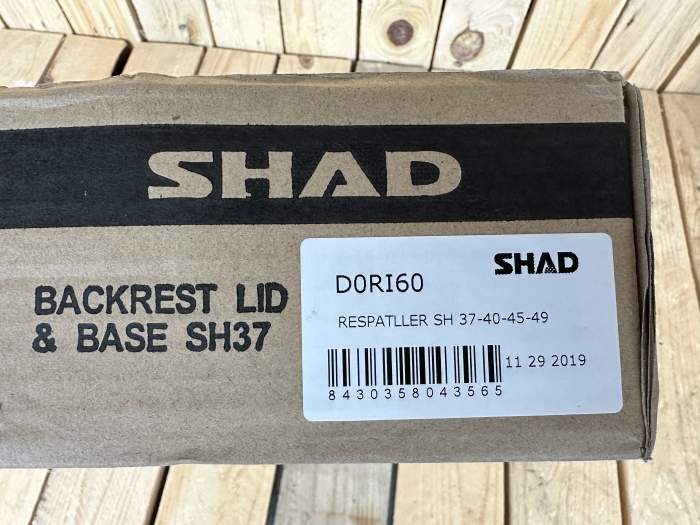 SHAD
BACKREST LID
& BASE SH37
D0RI60
SHAD
RESPATLLER SH 37-40-45-49
11 29 2019
8430358043565